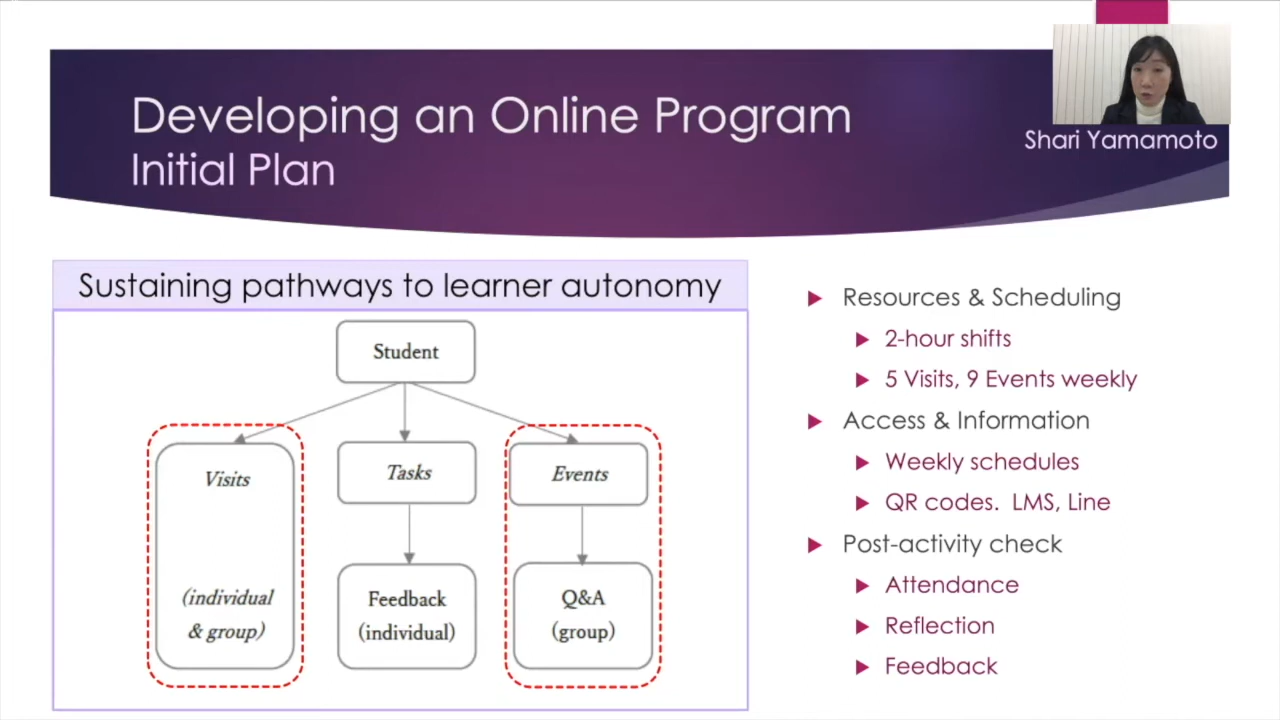 Developing an Online Program
Initial Plan
Shari Yamamoto
Sustaining pathways to learner autonomy
Student
Visits
(individual
& group)
Tasks
Feedback
(individual)
Events
Q&A
(group)
Resources & Scheduling
2-hour shifts
5 Visits, 9 Events weekly
Access & Information
Weekly schedules
QR codes. LMS, Line
Post-activity check
Attendance
Reflection
Feedback